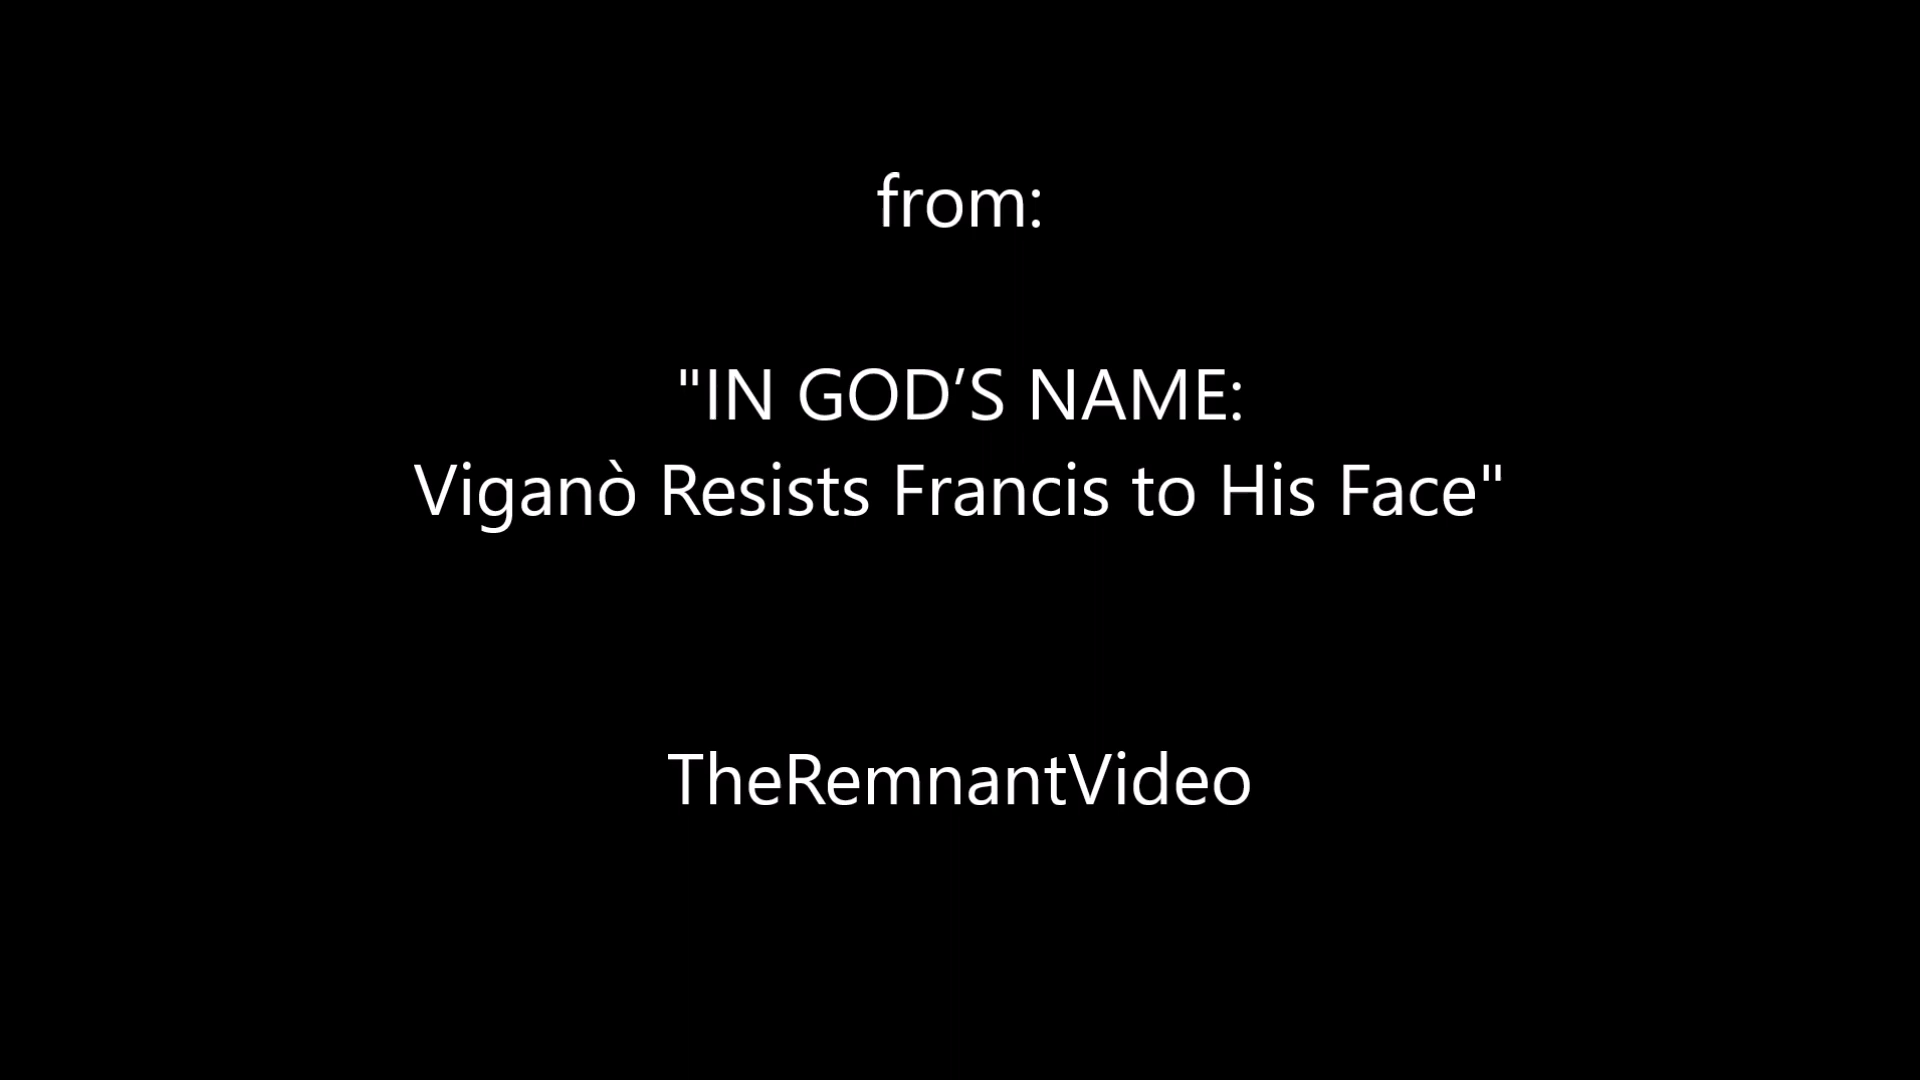 from:
"IN GOD’S NAME:
Viganò Resists Francis to His Face"
TheRemnantVideo